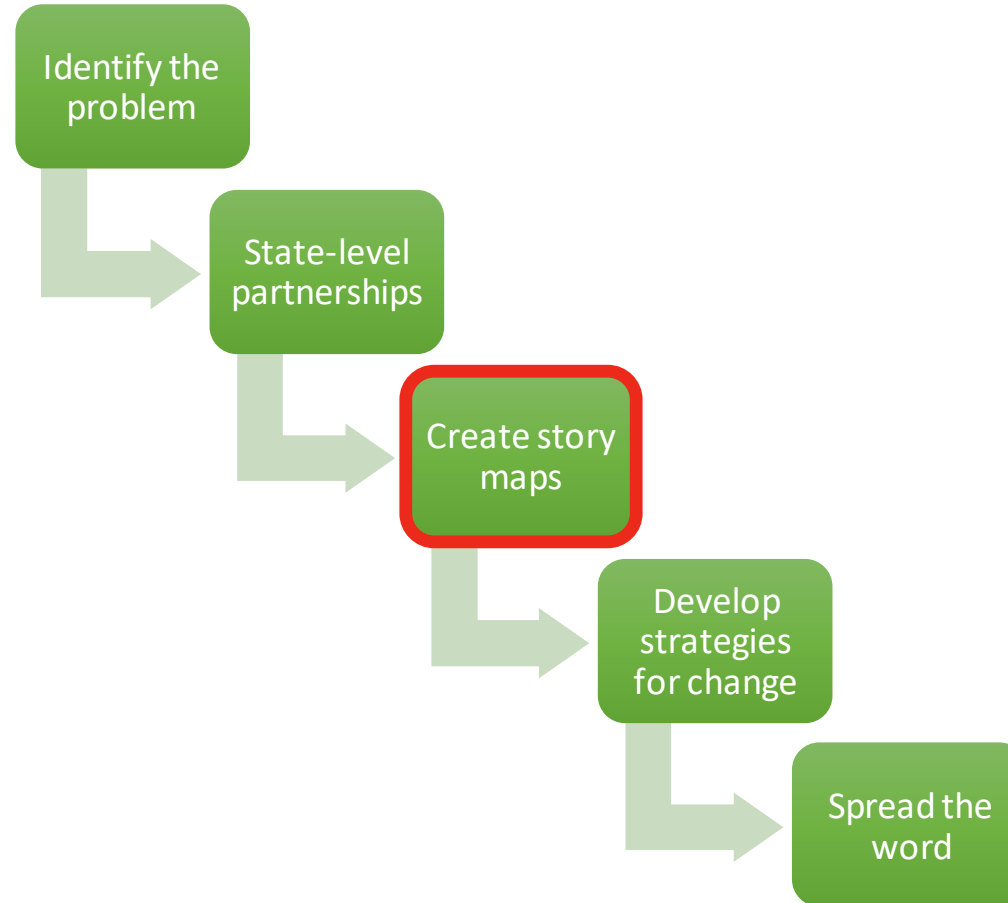 Identify the
problem
State-level
partnerships
Create story
maps
Develop
strategies
for change
Spread the
word